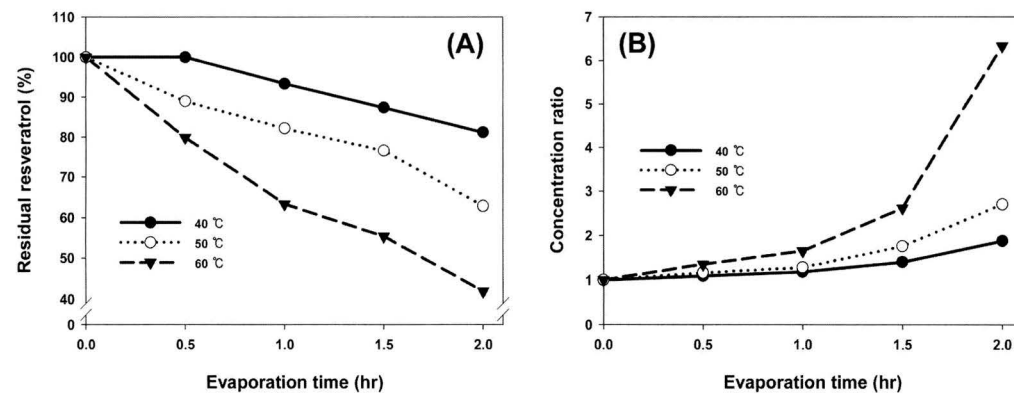 (A)
Residual resveratrol (%)
110
100
90
80
70
60
50
40
0
40 ℃
50 ℃
60 ℃
0.0 0.5 1.0 1.5 2.0
Evaporation time (hr)
(B)
Concentration ratio
7
6
5
4
3
2
1
0
40 ℃
50 ℃
60 ℃
0.0 0.5 1.0 1.5 2.0
Evaporation time (hr)